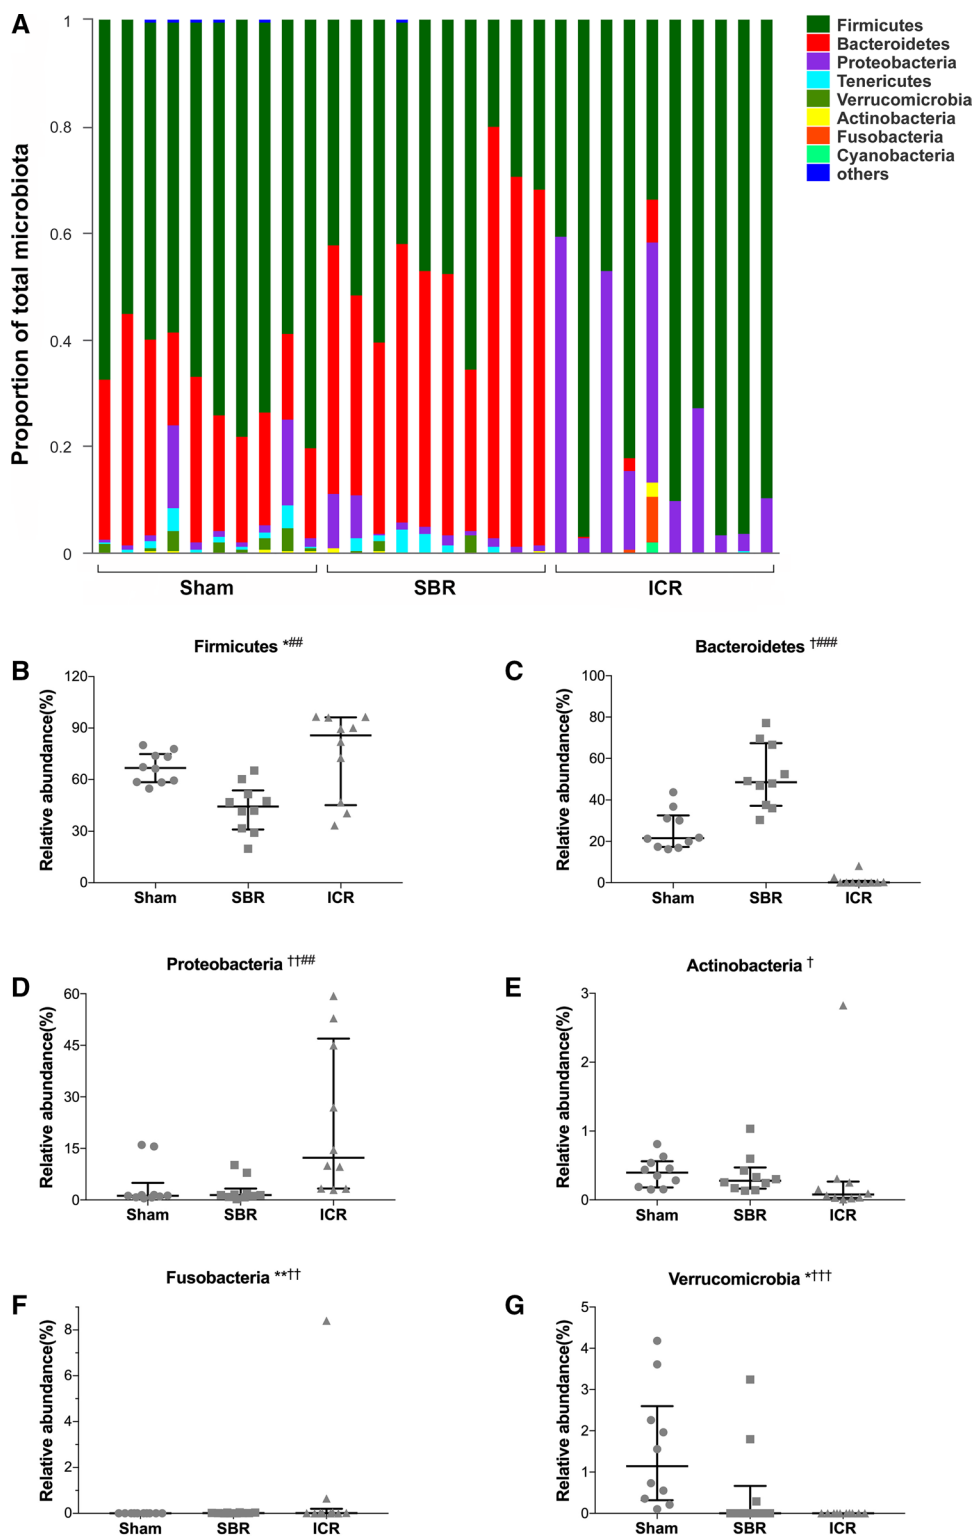 A
Proportion of total microbiota
1
0.8
0.6
0.4
0.2
0
Sham SBR ICR
Firmicutes
Bacteroidetes
Proteobacteria
Tenericutes
Verrucomicrobia
Actinobacteria
Fusobacteria
Cyanobacteria
others
B
Firmicutes *##
Relative abundance(%)
120
90
60
30
0
Sham SBR ICR
C
Bacteroidetes †###
Relative abundance(%)
100
80
60
40
20
0
Sham SBR ICR
D
Proteobacteria ††##
Relative abundance(%)
60
45
30
15
0
Sham SBR ICR
E
Actinobacteria †
Relative abundance(%)
3
2
1
0
Sham SBR ICR
F
Fusobacteria **††
Relative abundance(%)
8
6
4
2
0
Sham SBR ICR
G
Verrucomicrobia *†††
Relative abundance(%)
5
4
3
2
1
0
Sham SBR ICR